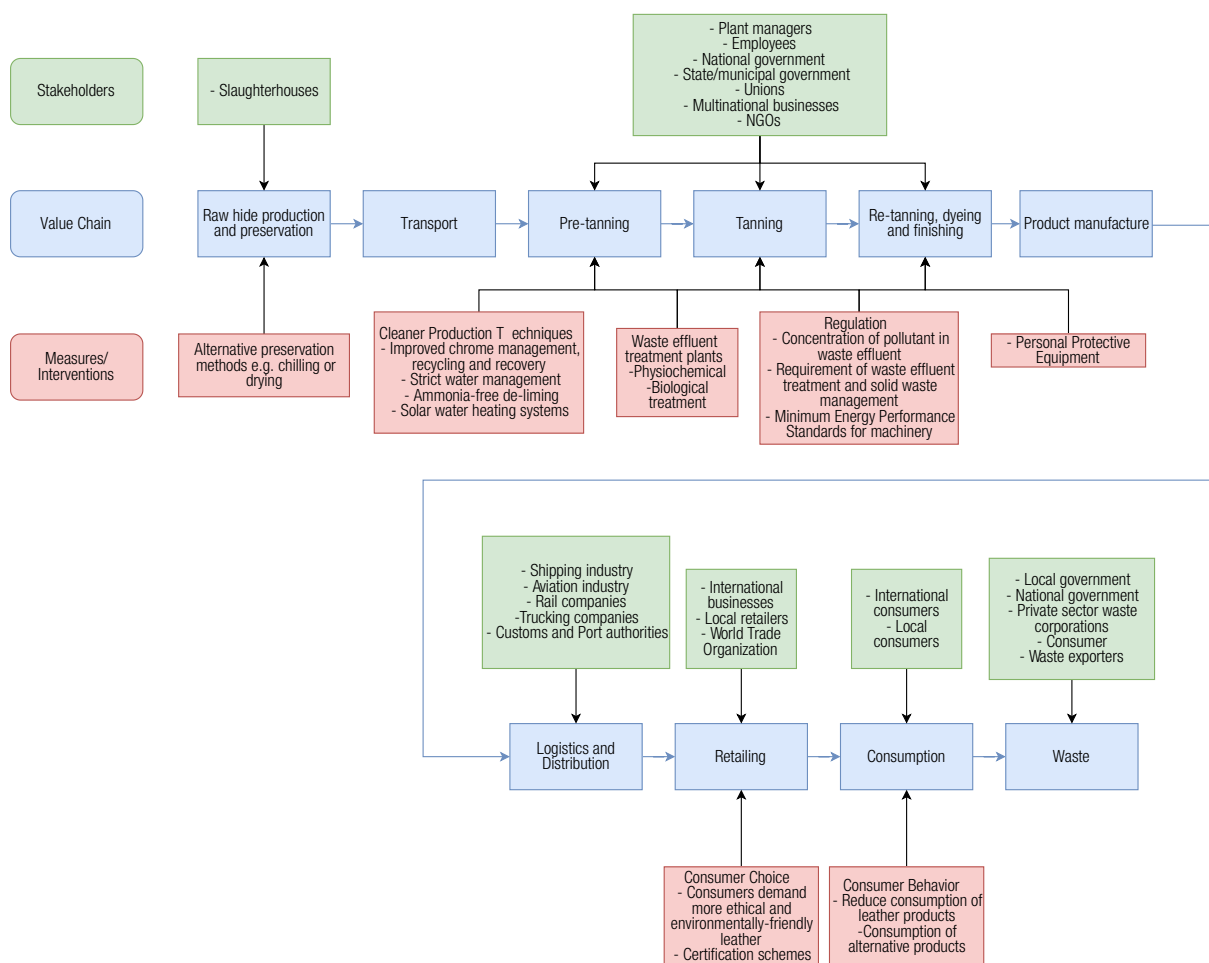 Stakeholders
- Slaughterhouses
- Plant managers
- Employees
- National government
- State/municipal government
- Unions
- Multinational businesses
- NGOs
Value Chain
Raw hide production
and preservation
Transport
Pre-tanning
Tanning
Re-tanning, dyeing
and finishing
Product manufacture
Measures/
Interventions
Alternative preservation
methods e.g. chilling or
drying
Cleaner Production T echniques
- Improved chrome management,
recycling and recovery
- Strict water management
- Ammonia-free de-liming
- Solar water heating systems
Waste effluent
treatment plants
-Physiochemical
-Biological
treatment
Regulation
- Concentration of pollutant in
waste effluent
- Requirement of waste effluent
treatment and solid waste
management
- Minimum Energy Performance
Standards for machinery
- Personal Protective
Equipment
- Shipping industry
- Aviation industry
- Rail companies
-Trucking companies
- Customs and Port authorities
- International
businesses
- Local retailers
- World Trade
Organization
- International
consumers
- Local
consumers
- Local government
- National government
- Private sector waste
corporations
- Consumer
- Waste exporters
Logistics and
Distribution
Retailing
Consumption
Waste
Consumer Choice
- Consumers demand
more ethical and
environmentally-friendly
leather
- Certification schemes
Consumer Behavior
- Reduce consumption of
leather products
-Consumption of
alternative products